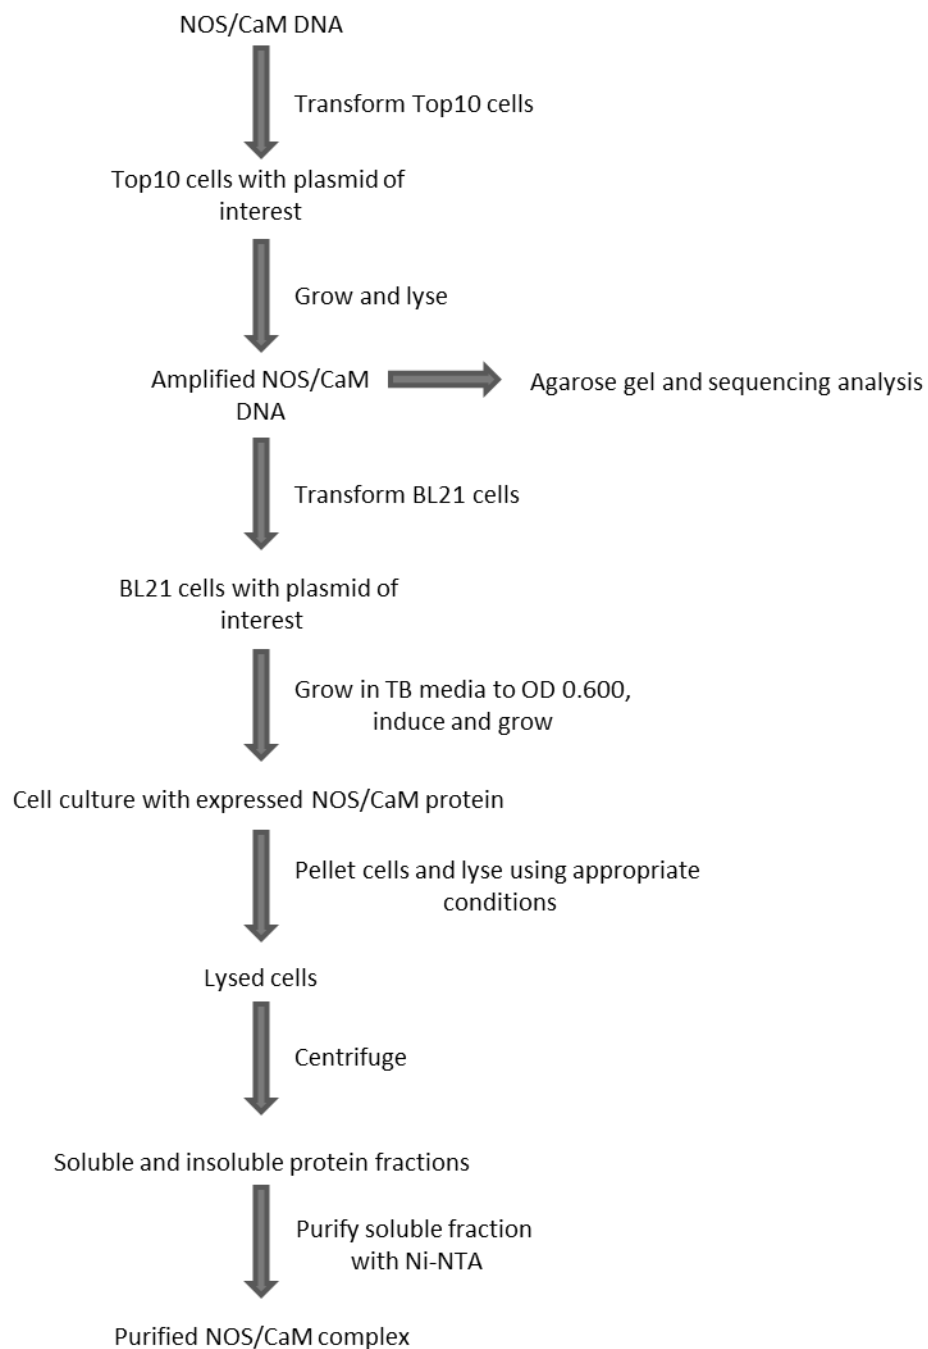 NOS/CaM DNA
Transform Top10 cells
Top10 cells with plasmid of
interest
Grow and lyse
Amplified NOS/CaM
DNA
Agarose gel and sequencing analysis
Transform BL21 cells
BL21 cells with plasmid of
interest
Grow in TB media to OD 0.600,
induce and grow
Cell culture with expressed NOS/CaM protein
Pellet cells and lyse using appropriate
conditions
Lysed cells
Centrifuge
Soluble and insoluble protein fractions
Purify soluble fraction
with Ni-NTA
Purified NOS/CaM complex